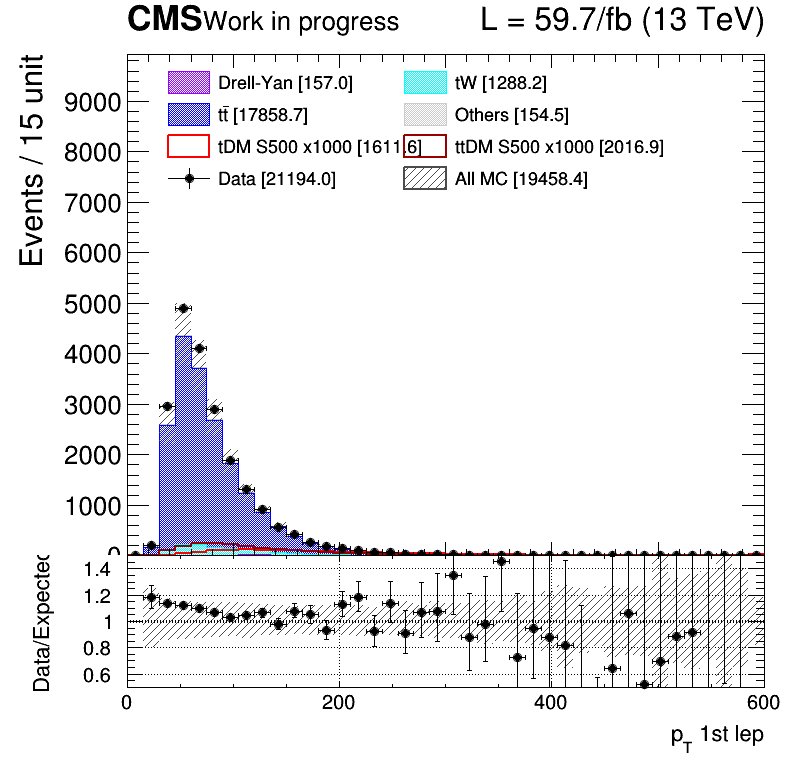 CMS Work in progress L = 59.7/fb (13 TeV)
Events / 15 unit
Drell-Yan [157.0] tW [1288.2]
tt̄ [17858.7] Others [154.5]
tDM S500 x1000 [1611.6] ttDM S500 x1000 [2016.9]
Data [21194.0] All MC [19458.4]
9000
8000
7000
6000
5000
4000
3000
2000
1000
0
Data/Expected
1.4
1.2
1
0.8
0.6
0 200 400 600
p_T 1st lep